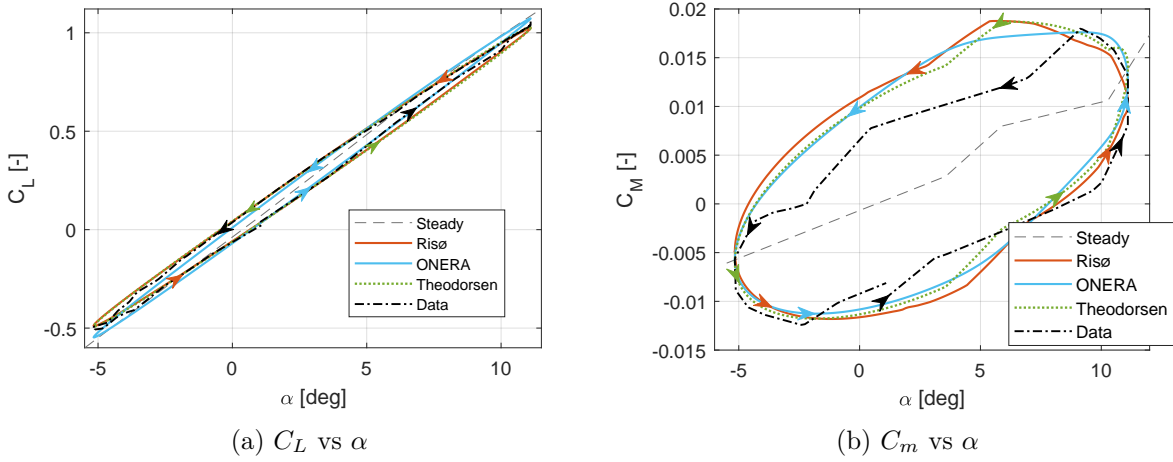 1
0.5
0
-0.5
-5
0
5
10
C_L [-]
α [deg]
Steady
Risø
ONERA
Theodorsen
Data
(a) C_L vs α
0.02
0.015
0.01
0.005
0
-0.005
-0.01
-0.015
-5
0
5
10
C_M [-]
α [deg]
Steady
Risø
ONERA
Theodorsen
Data
(b) C_m vs α